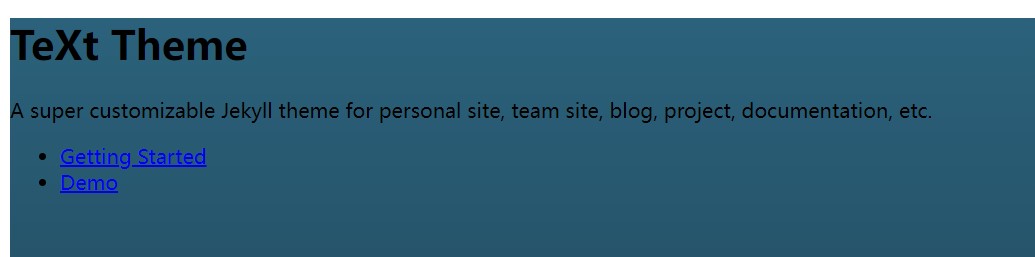 TeXt Theme
A super customizable Jekyll theme for personal site, team site, blog, project, documentation, etc.
Getting Started
Demo